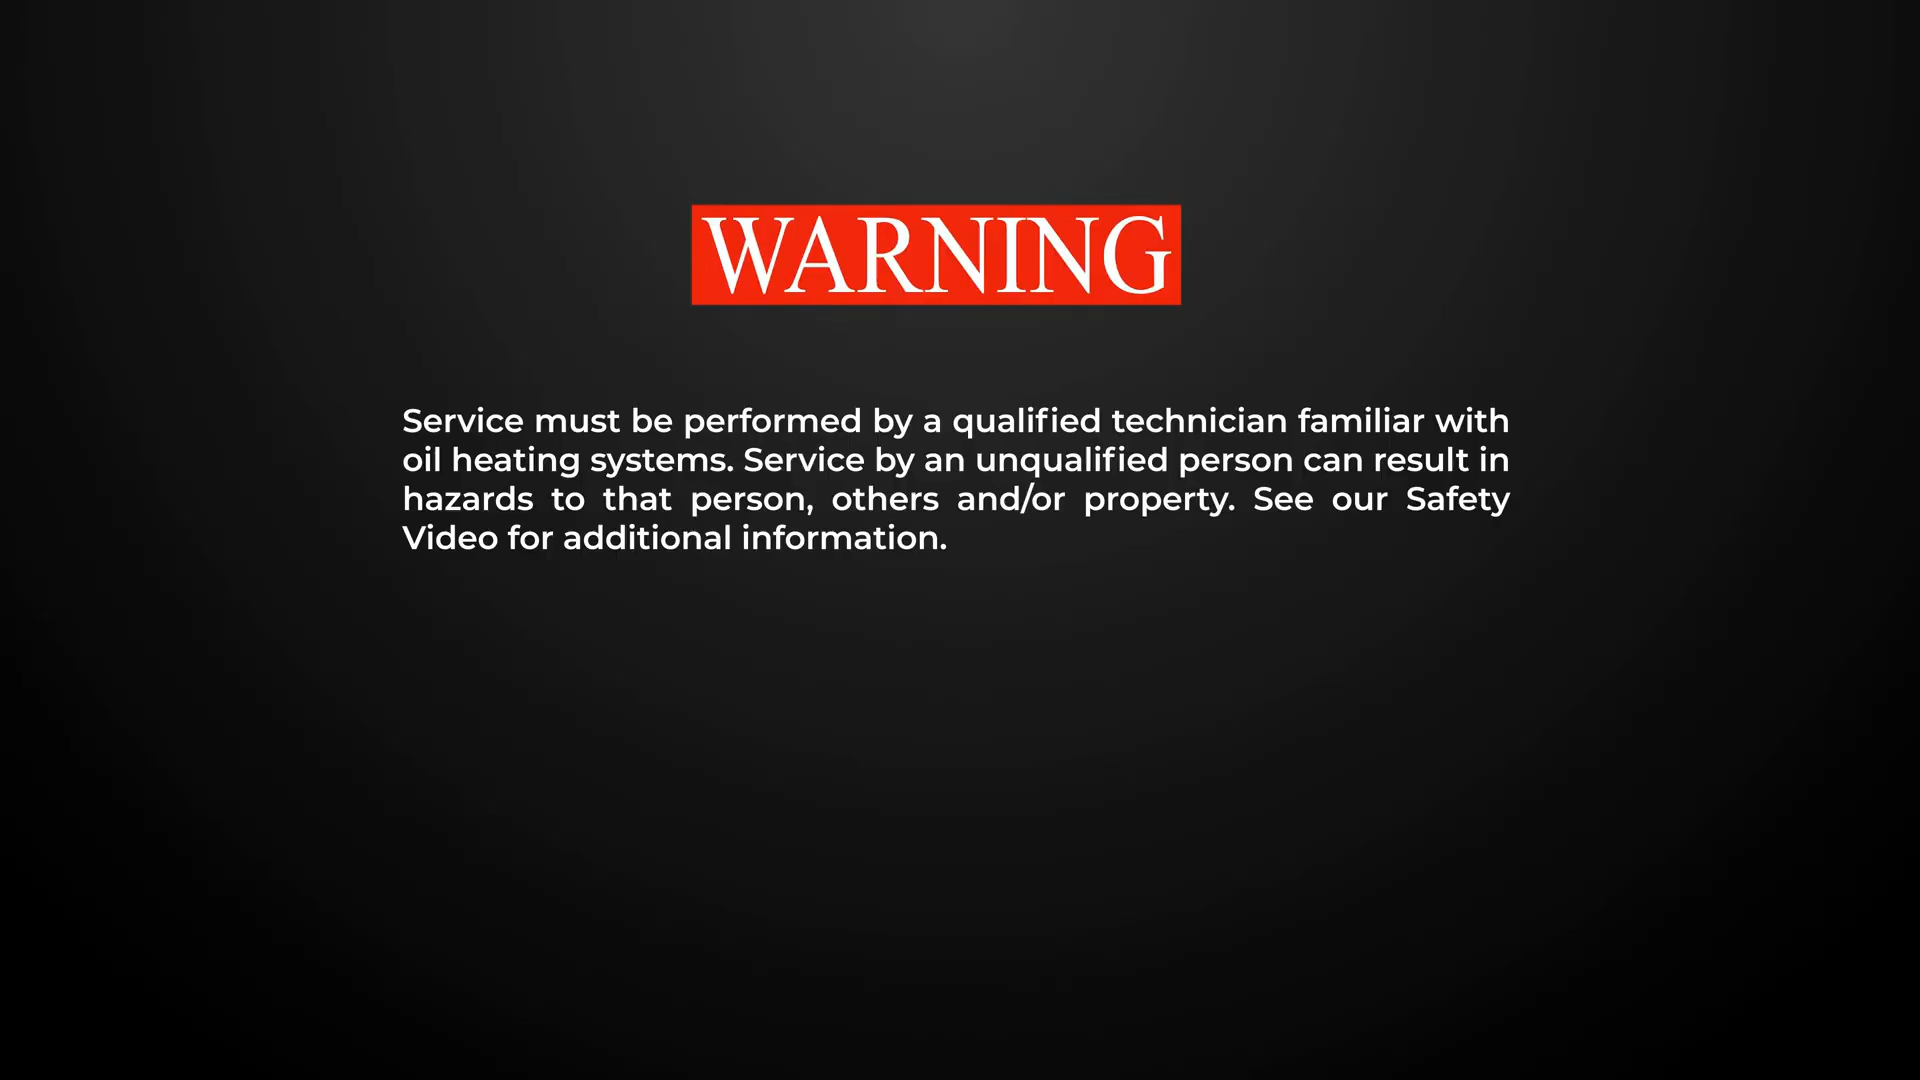 WARNING
Service must be performed by a qualified technician familiar with
oil heating systems. Service by an unqualified person can result in
hazards to that person, others and/or property. See our Safety
Video for additional information.